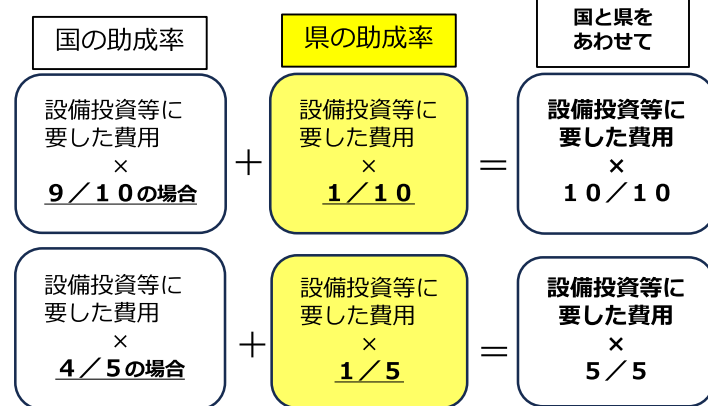 国の助成率
県の助成率
国と県を
あわせて
設備投資等に
要した費用
×
9／10の場合
＋
設備投資等に
要した費用
×
1／10
＝
設備投資等に
要した費用
×
10／10
設備投資等に
要した費用
×
4／5の場合
＋
設備投資等に
要した費用
×
1／5
＝
設備投資等に
要した費用
×
5／5